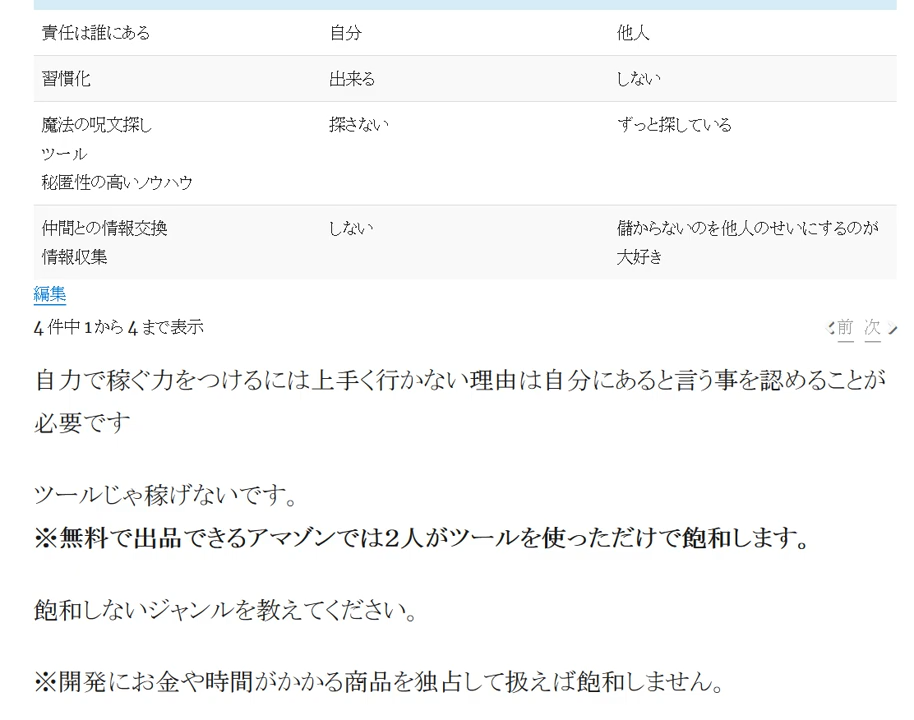 責任は誰にある 自分 他人
習慣化 出来る しない
魔法の呪文探し 探さない ずっと探している
ツール
秘匿性の高いノウハウ
仲間との情報交換 しない 儲からないのを他人のせいにするのが
情報収集 大好き
編集
4 件中 1 から 4 まで表示 前 次
自力で稼ぐ力をつけるには上手く行かない理由は自分にあると言う事を認めることが
必要です
ツールじゃ稼げないです。
※無料で出品できるアマゾンでは２人がツールを使っただけで飽和します。
飽和しないジャンルを教えてください。
※開発にお金や時間がかかる商品を独占して扱えば飽和しません。